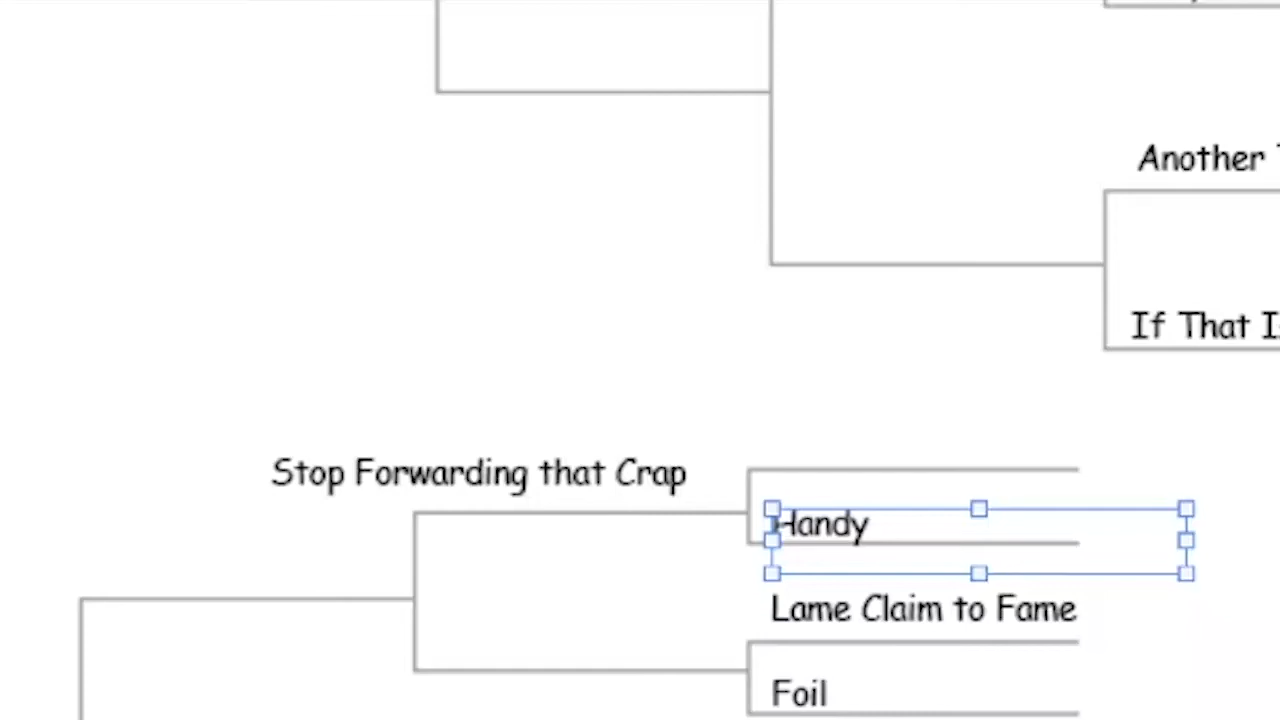 Another
If That
Stop Forwarding that Crap
Handy
Lame Claim to Fame
Foil